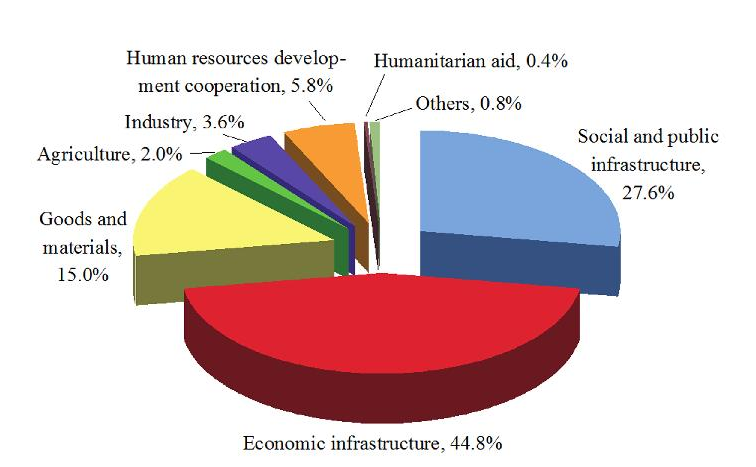 Human resources develop-
ment cooperation, 5.8%
Humanitarian aid, 0.4%
Others, 0.8%
Industry, 3.6%
Social and public
infrastructure,
27.6%
Agriculture, 2.0%
Goods and
materials,
15.0%
Economic infrastructure, 44.8%